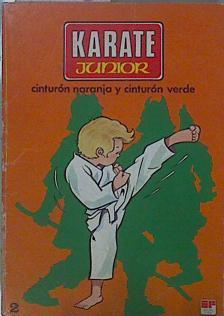 KARATE
JUNIOR
cinturón naranja y cinturón verde
2